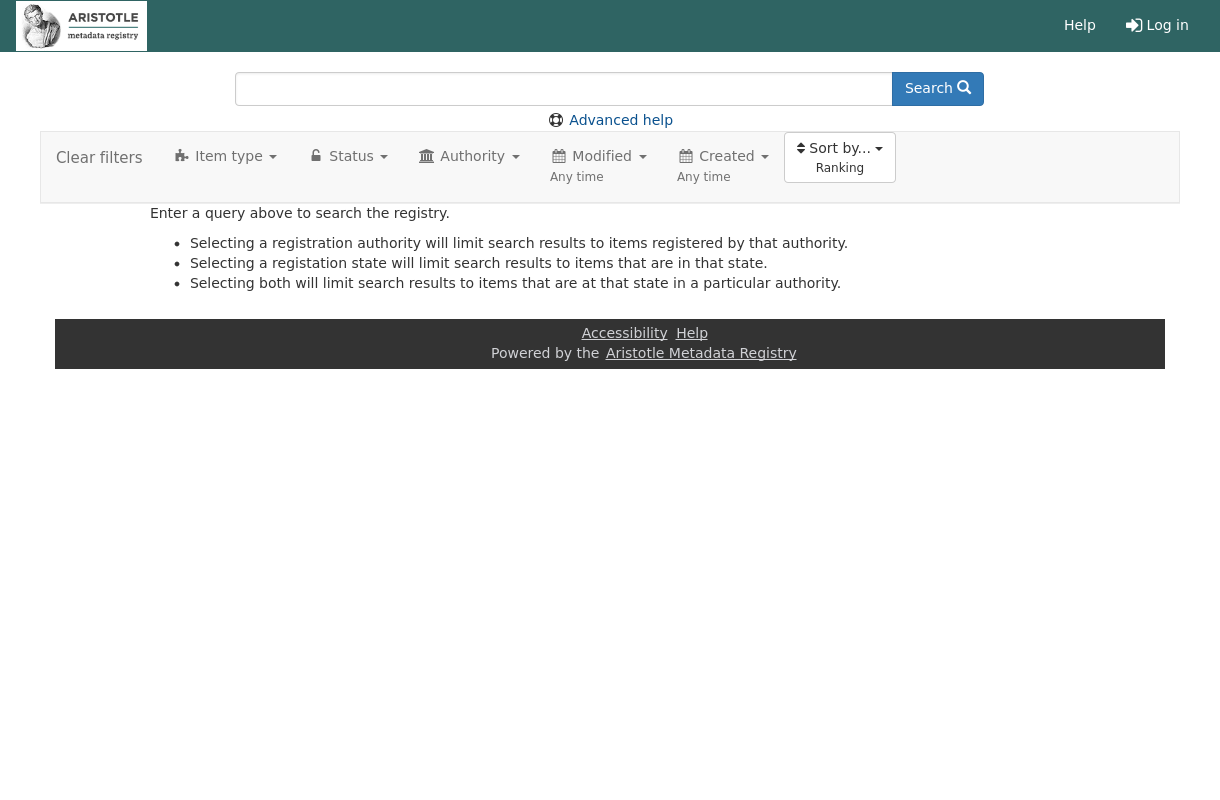 ARISTOTLE
metadata registry
Help
Log in
Search
Advanced help
Clear filters
Item type
Status
Authority
Modified
Any time
Created
Any time
Sort by...
Ranking
Enter a query above to search the registry.
• Selecting a registration authority will limit search results to items registered by that authority.
• Selecting a registation state will limit search results to items that are in that state.
• Selecting both will limit search results to items that are at that state in a particular authority.
Accessibility Help
Powered by the Aristotle Metadata Registry